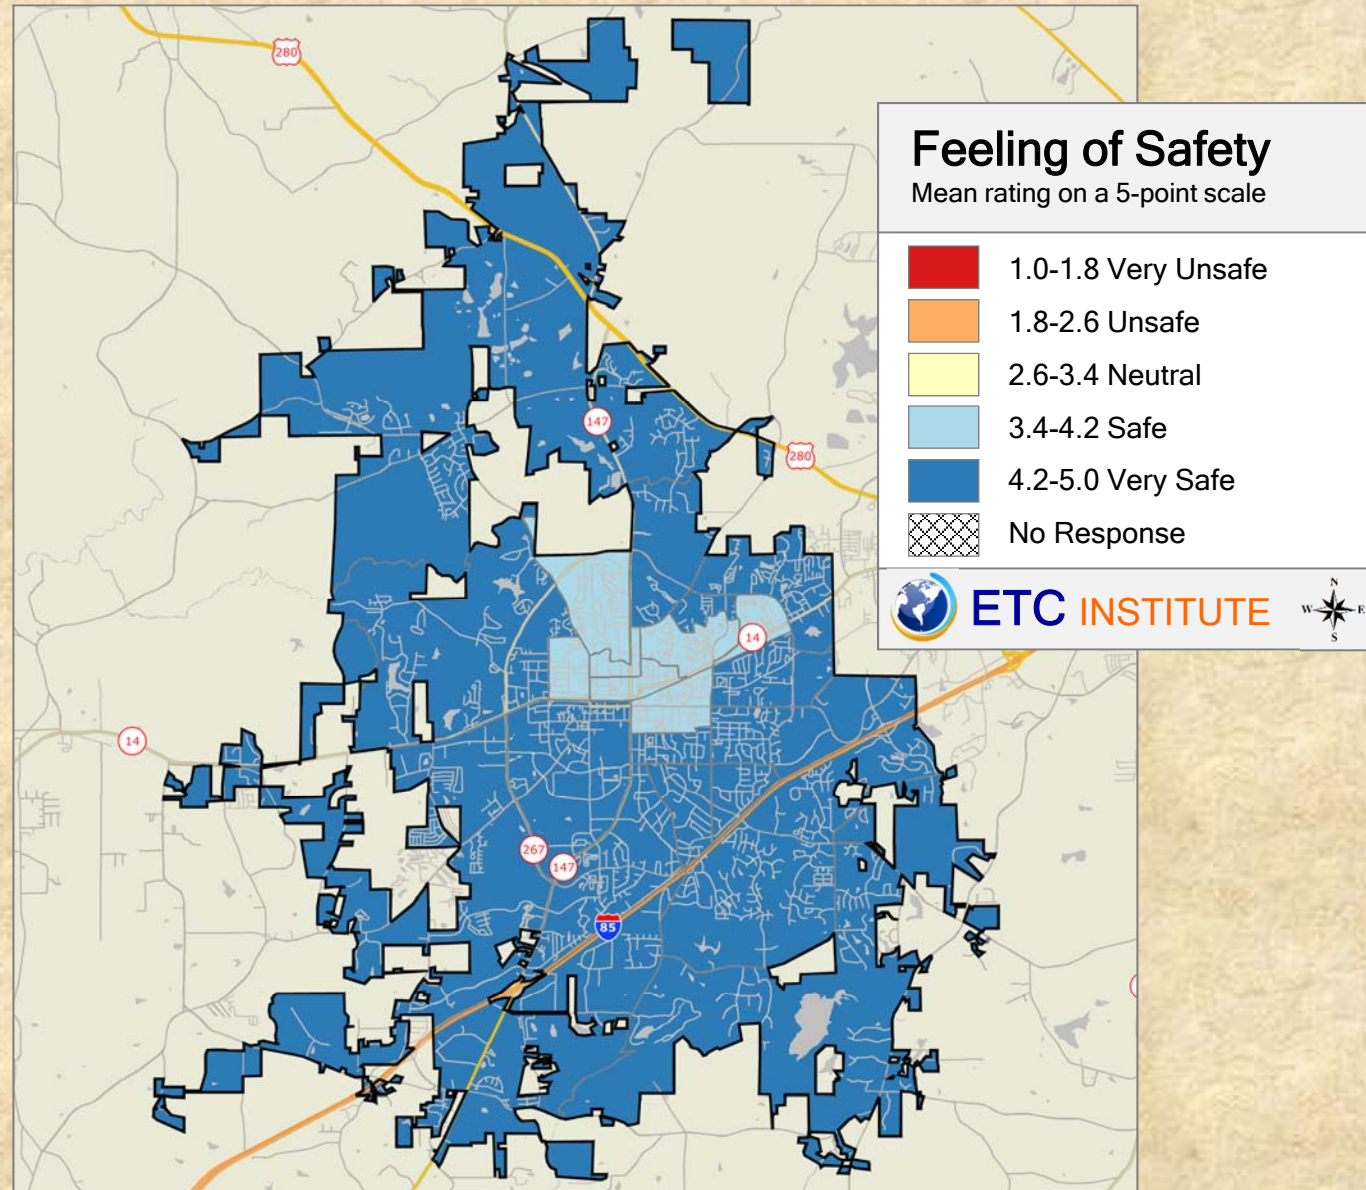 280
Feeling of Safety
Mean rating on a 5-point scale
1.0-1.8 Very Unsafe
1.8-2.6 Unsafe
2.6-3.4 Neutral
3.4-4.2 Safe
4.2-5.0 Very Safe
No Response
ETC INSTITUTE
N
W E
S
147
280
14
14
267
147
85